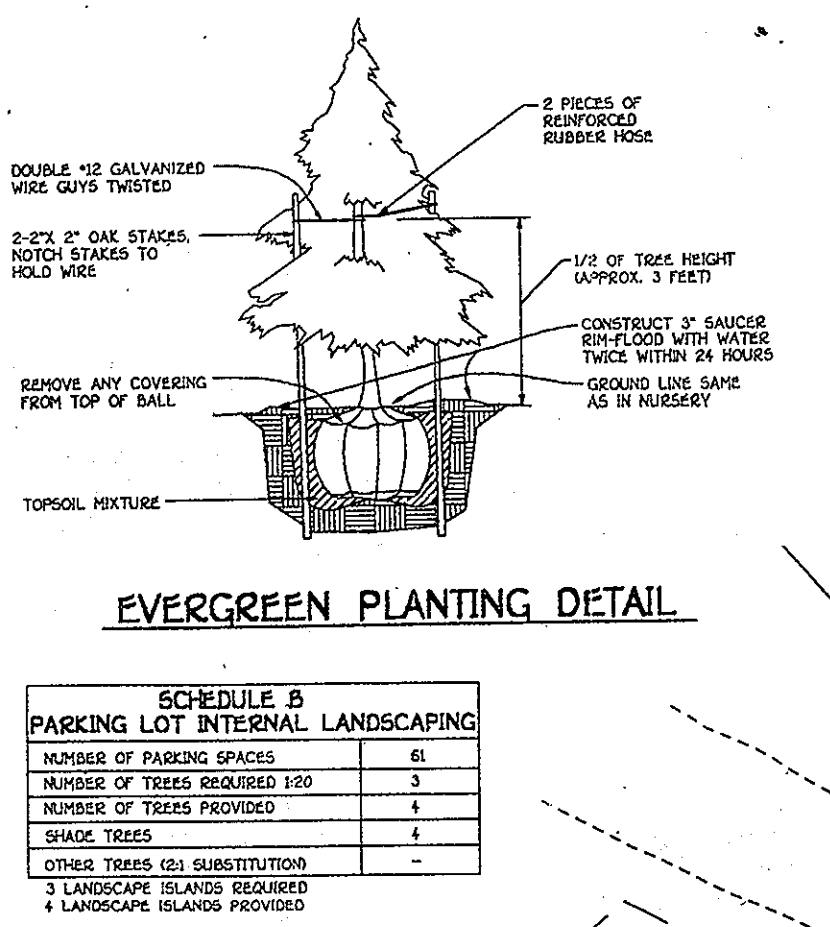 2 PIECES OF
REINFORCED
RUBBER HOSE
DOUBLE #12 GALVANIZED
WIRE GUYS TWISTED
2-2"X 2" OAK STAKES,
NOTCH STAKES TO
HOLD WIRE
1/2 OF TREE HEIGHT
(APPROX. 3 FEET)
CONSTRUCT 3" SAUCER
RIM-FLOOD WITH WATER
TWICE WITHIN 24 HOURS
REMOVE ANY COVERING
FROM TOP OF BALL
GROUND LINE SAME
AS IN NURSERY
TOPSOIL MIXTURE
EVERGREEN PLANTING DETAIL
SCHEDULE B
PARKING LOT INTERNAL LANDSCAPING
NUMBER OF PARKING SPACES 61
NUMBER OF TREES REQUIRED 1:20 3
NUMBER OF TREES PROVIDED 4
SHADE TREES 4
OTHER TREES (2:1 SUBSTITUTION) -
3 LANDSCAPE ISLANDS REQUIRED
4 LANDSCAPE ISLANDS PROVIDED